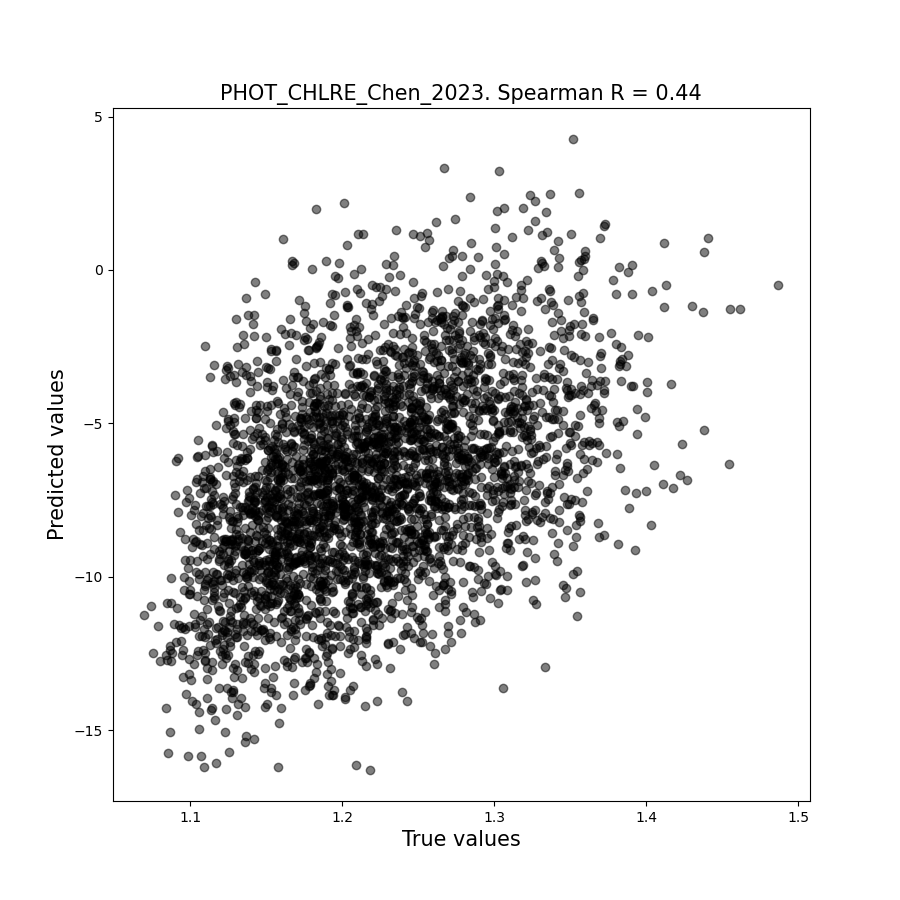 PHOT_CHLRE_Chen_2023. Spearman R = 0.44
5
0
−5
−10
−15
Predicted values
1.1 1.2 1.3 1.4 1.5
True values